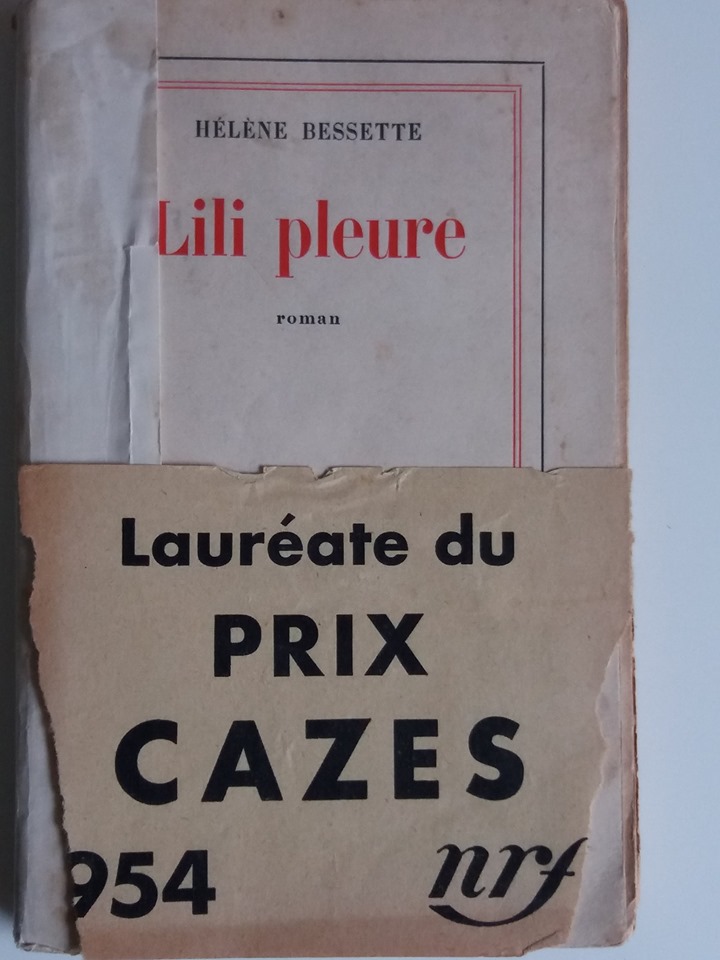 HÉLÈNE BESSETTE
Lili pleure
roman
Lauréate du
PRIX
CAZES
954
nrf